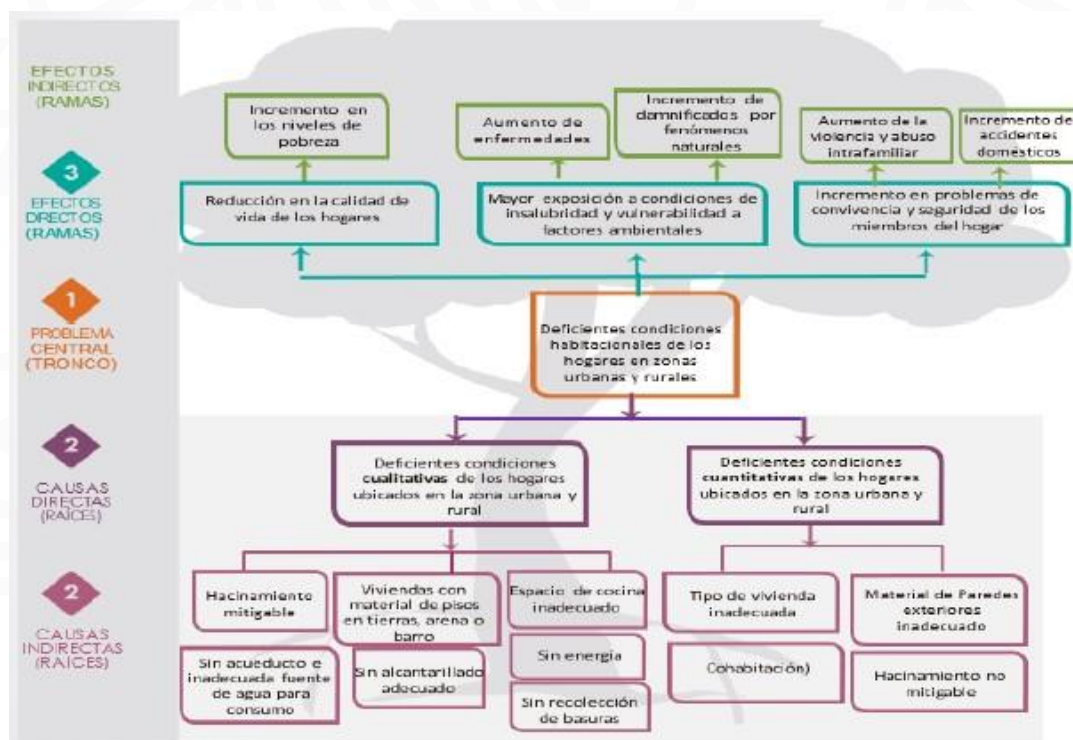 EFECTOS
INDIRECTOS
(RAMAS)
Incremento en
los niveles de
pobreza
Aumento de
enfermedades
Incremento de
damnificados por
fenómenos
naturales
Aumento de la
violencia y abuso
intrafamiliar
Incremento de
accidentes
domésticos
3
EFECTOS
DIRECTOS
(RAMAS)
Reducción en la calidad de
vida de los hogares
Mayor exposición a condiciones de
insalubridad y vulnerabilidad a
factores ambientales
Incremento en problemas de
convivencia y seguridad de los
miembros del hogar
1
PROBLEMA
CENTRAL
(TRONCO)
Deficientes condiciones
habitacionales de los
hogares en zonas
urbanas y rurales
2
CAUSAS
DIRECTAS
(RAÍCES)
Deficientes condiciones
cualitativas de los hogares
ubicados en la zona urbana y
rural
Deficientes condiciones
cuantitativas de los hogares
ubicados en la zona urbana y
rural
2
CAUSAS
INDIRECTAS
(RAÍCES)
Hacinamiento
mitigable
Viviendas con
material de pisos
en tierras, arena o
barro
Espacio de cocina
inadecuado
Tipo de vivienda
inadecuada
Material de Paredes
exteriores
inadecuado
Sin acueducto e
inadecuada fuente
de agua para
consumo
Sin alcantarillado
adecuado
Sin energía
Sin recolección
de basuras
Cohabitación)
Hacinamiento no
mitigable